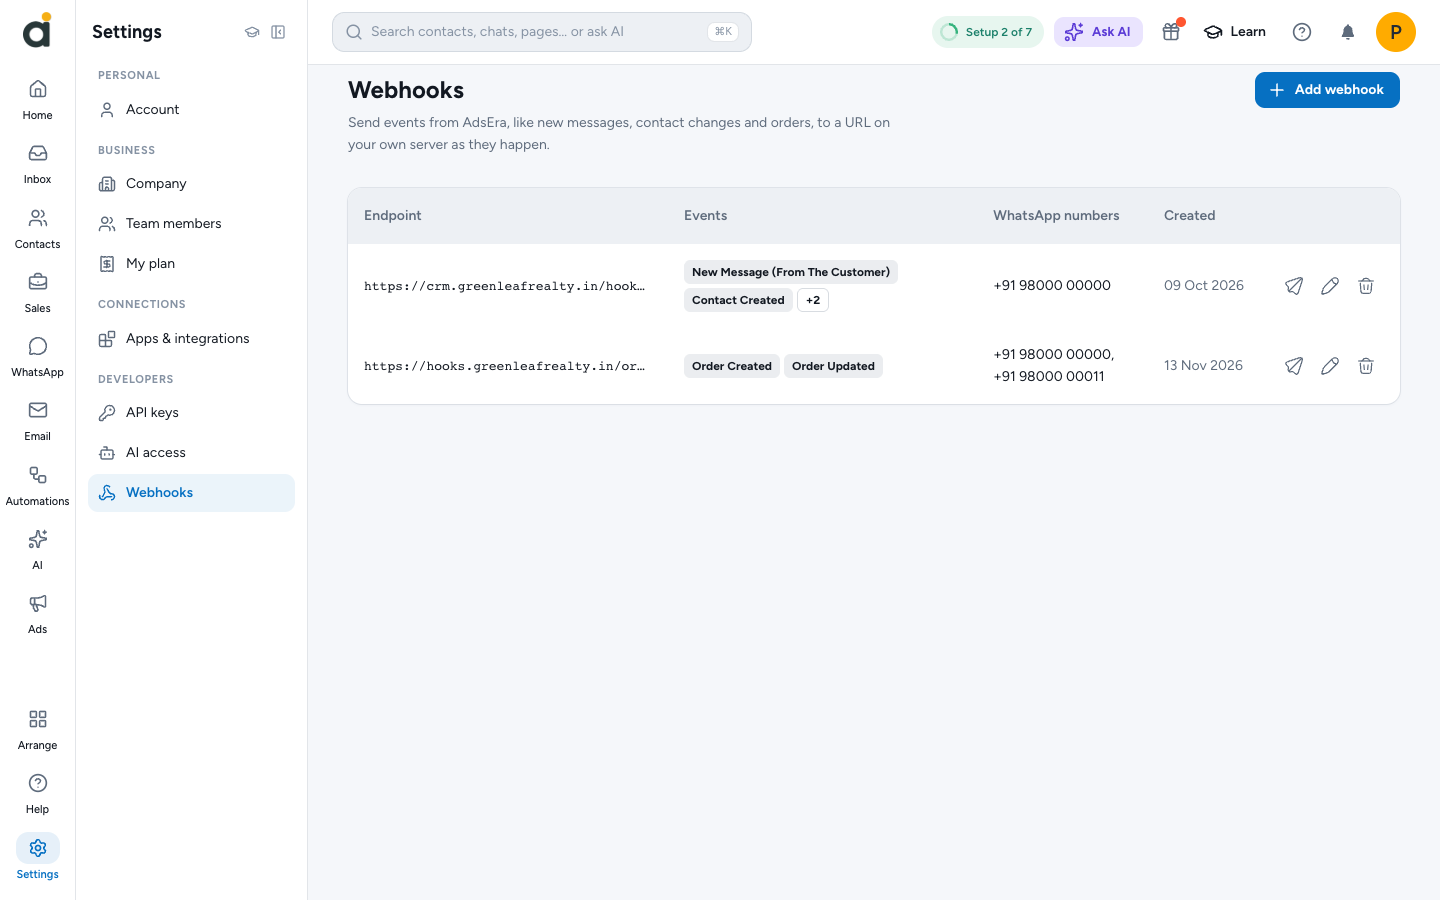 Settings
Search contacts, chats, pages... or ask AI
⌘K
Setup 2 of 7
Ask AI
Learn
P
Home
Inbox
Contacts
Sales
WhatsApp
Email
Automations
AI
Ads
Arrange
Help
Settings
PERSONAL
Account
BUSINESS
Company
Team members
My plan
CONNECTIONS
Apps & integrations
DEVELOPERS
API keys
AI access
Webhooks
Webhooks
Add webhook
Send events from AdsEra, like new messages, contact changes and orders, to a URL on
your own server as they happen.
Endpoint Events WhatsApp numbers Created
https://crm.greenleafrealty.in/hook…
New Message (From The Customer)
Contact Created +2
+91 98000 00000
09 Oct 2026
https://hooks.greenleafrealty.in/or…
Order Created Order Updated
+91 98000 00000,
+91 98000 00011
13 Nov 2026